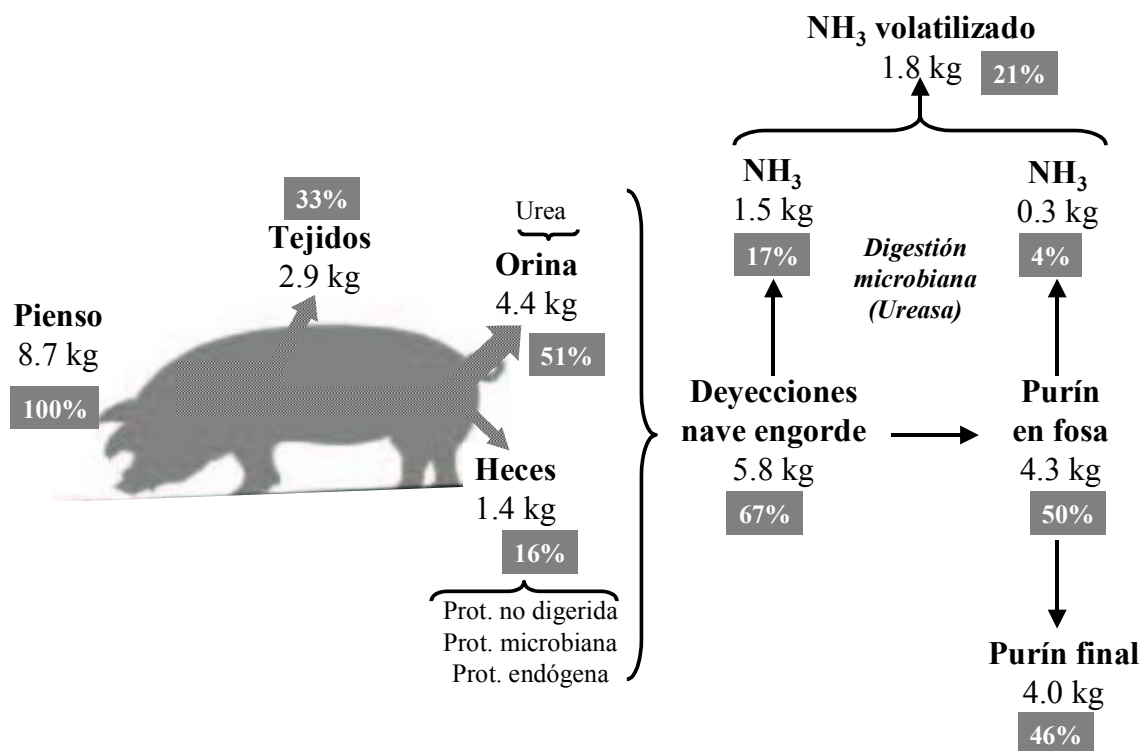 NH3 volatilizado
1.8 kg 21%
NH3
1.5 kg
17%
NH3
0.3 kg
4%
Digestión
microbiana
(Ureasa)
33%
Tejidos
2.9 kg
Urea
Orina
4.4 kg
51%
Pienso
8.7 kg
100%
Heces
1.4 kg
16%
Prot. no digerida
Prot. microbiana
Prot. endógena
Deyecciones
nave engorde
5.8 kg
67%
Purín
en fosa
4.3 kg
50%
Purín final
4.0 kg
46%